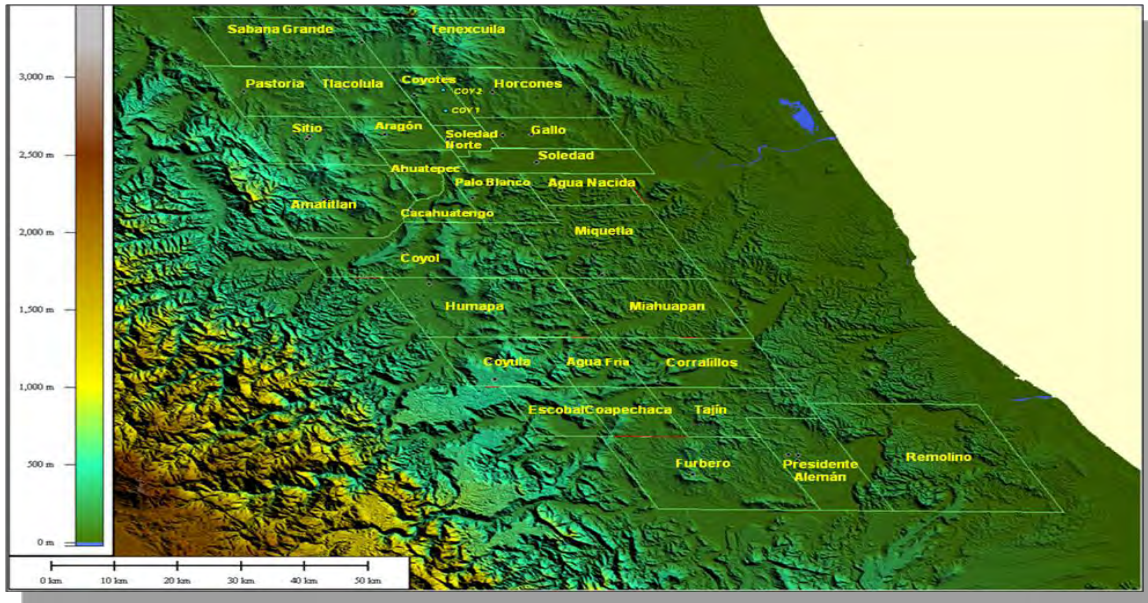 Sabana Grande
Tenexcuila
3,000 m
Pastoria
Tlacolula
Coyotes
COY 2
Horcones
COY 1
Sitio
Aragón
Soledad
Norte
Gallo
2,500 m
Soledad
Ahuatepec
Palo Blanco
Agua Nacida
Amatitlan
Cacahuatengo
2,000 m
Miquetla
Coyol
1,500 m
Humapa
Miahuapan
Coyula
Agua Fria
Corralillos
1,000 m
Escobal
Coapechaca
Tajín
500 m
Furbero
Presidente
Alemán
Remolino
0 m
0 km
10 km
20 km
30 km
40 km
50 km